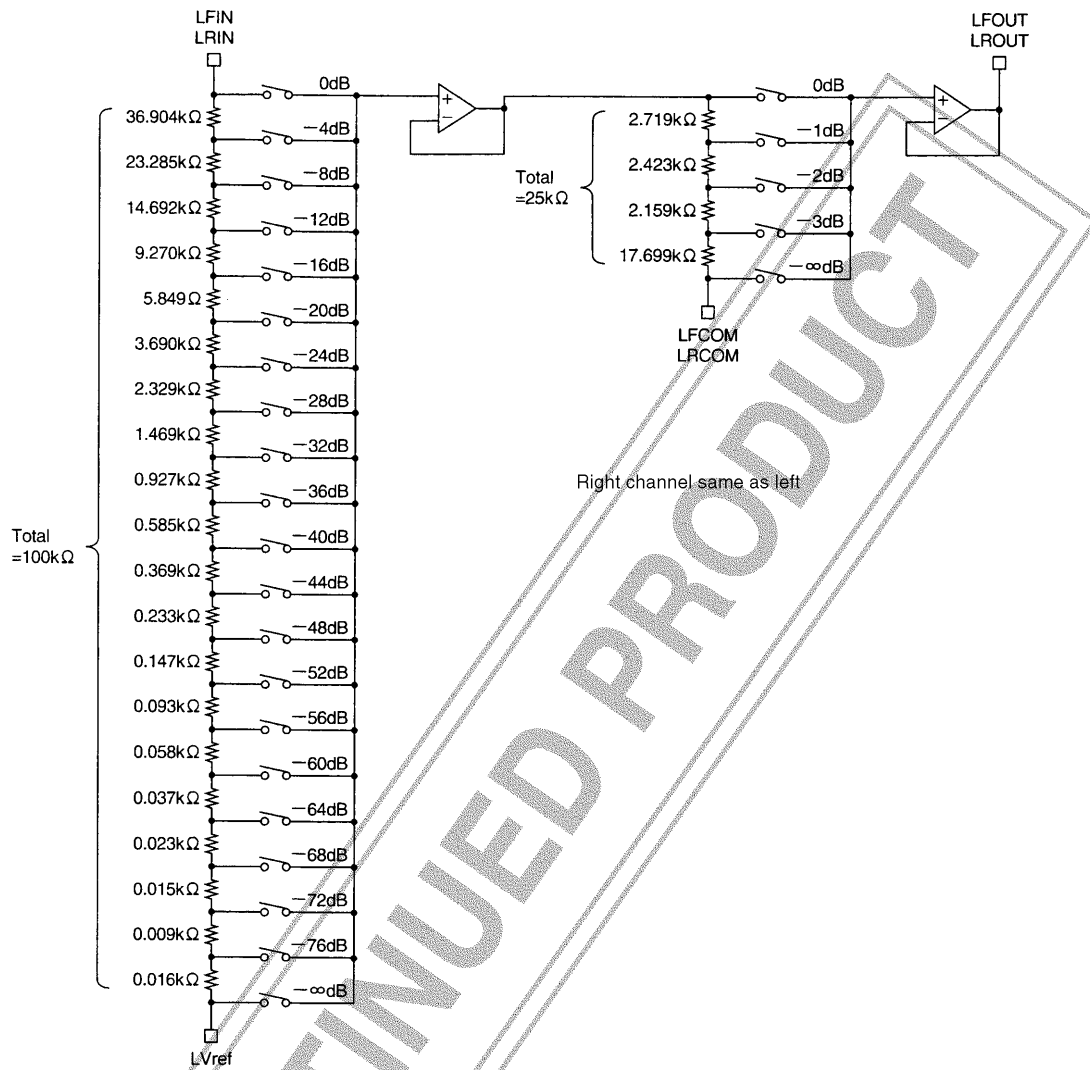 LFIN
LRIN
LFOUT
LROUT
0dB
36.904kΩ
−4dB
23.285kΩ
−8dB
14.692kΩ
−12dB
9.270kΩ
−16dB
5.849kΩ
−20dB
3.690kΩ
−24dB
2.329kΩ
−28dB
1.469kΩ
−32dB
0.927kΩ
−36dB
0.585kΩ
−40dB
0.369kΩ
−44dB
0.233kΩ
−48dB
0.147kΩ
−52dB
0.093kΩ
−56dB
0.058kΩ
−60dB
0.037kΩ
−64dB
0.023kΩ
−68dB
0.015kΩ
−72dB
0.009kΩ
−76dB
0.016kΩ
−∞dB
Total
=100kΩ
LVref
+
−
0dB
2.719kΩ
−1dB
2.423kΩ
−2dB
2.159kΩ
−3dB
17.699kΩ
−∞dB
Total
=25kΩ
LFCOM
LRCOM
+
−
Right channel same as left
TINUED PRODUCT